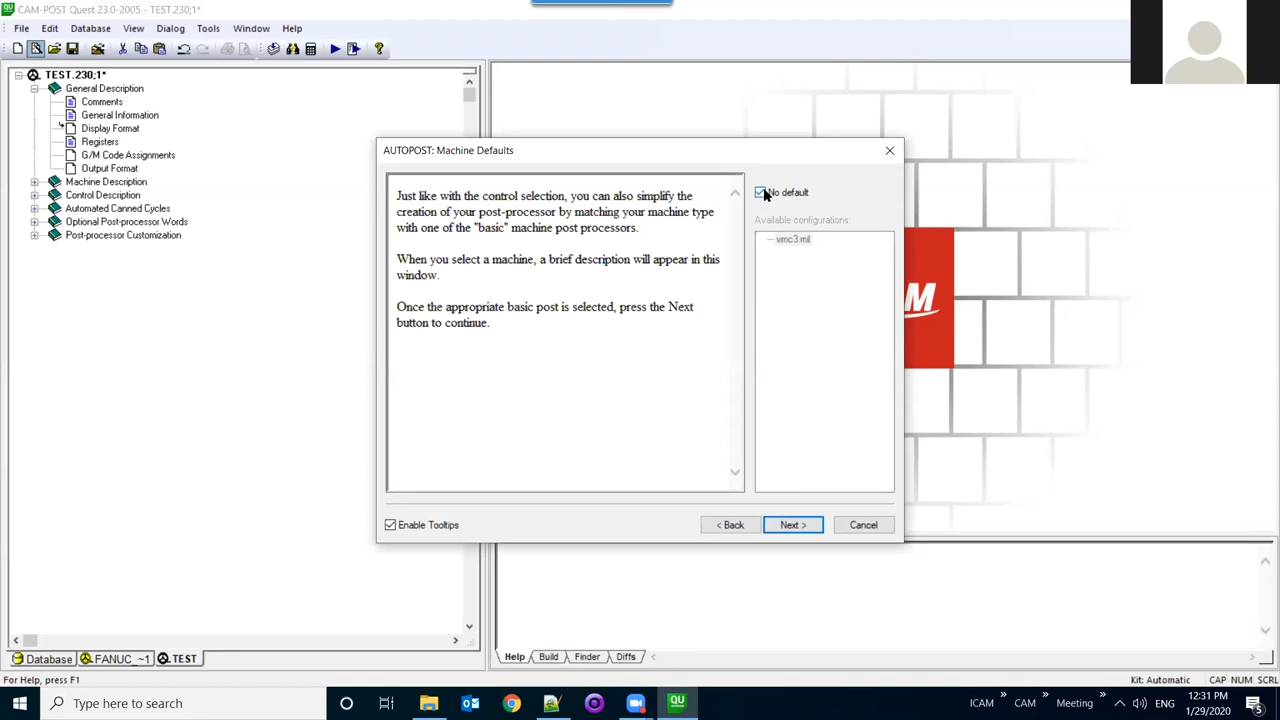 CAM-POST Quest 23.0-2005 - TEST.230;1*
File Edit Database View Dialog Tools Window Help
TEST.230;1*
General Description
Comments
General Information
Display Format
Registers
G/M Code Assignments
Output Format
Machine Description
Control Description
Automated Canned Cycles
Optional Post-processor Words
Post-processor Customization
AUTOPOST: Machine Defaults
Just like with the control selection, you can also simplify the
creation of your post-processor by matching your machine type
with one of the "basic" machine post processors.
When you select a machine, a brief description will appear in this
window.
Once the appropriate basic post is selected, press the Next
button to continue.
No default
Available configurations:
vmc3.mil
Enable Tooltips
< Back Next > Cancel
M
Database FANUC_~1 TEST
Help Build Finder Diffs
For Help, press F1
Kit: Automatic CAP NUM SCRL
Type here to search
QU
ICAM » CAM » Meeting » ENG
12:31 PM
1/29/2020
5